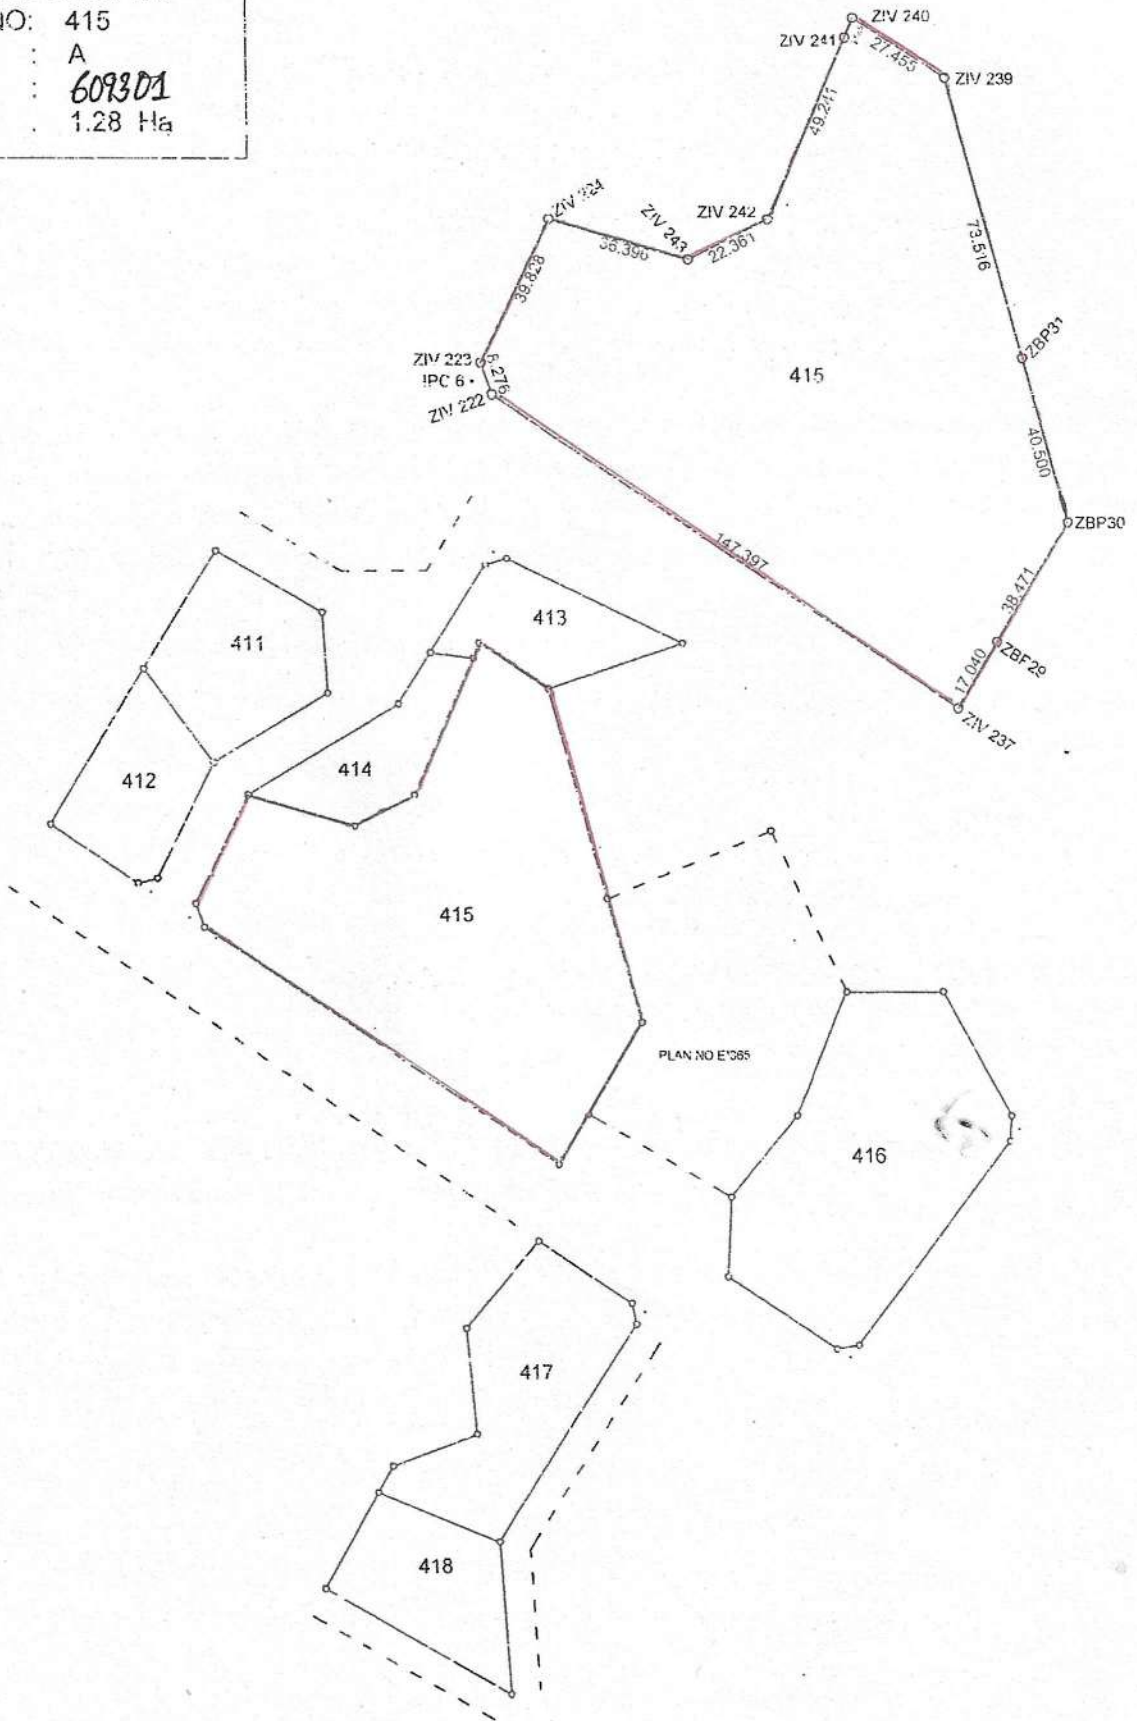 NO: 415
: A
: 609301
. 1.28 Ha
ZIV 240
ZIV 241
27.455
ZIV 239
49.241
ZIV 224
ZIV 243
ZIV 242
36.396
22.361
73.516
39.828
ZIV 223
8.276
IPC 6
ZIV 222
415
ZBP31
40.500
ZBP30
147.397
38.471
ZBP29
17.040
ZIV 237
411
413
412
414
415
PLAN NO E'365
416
417
418